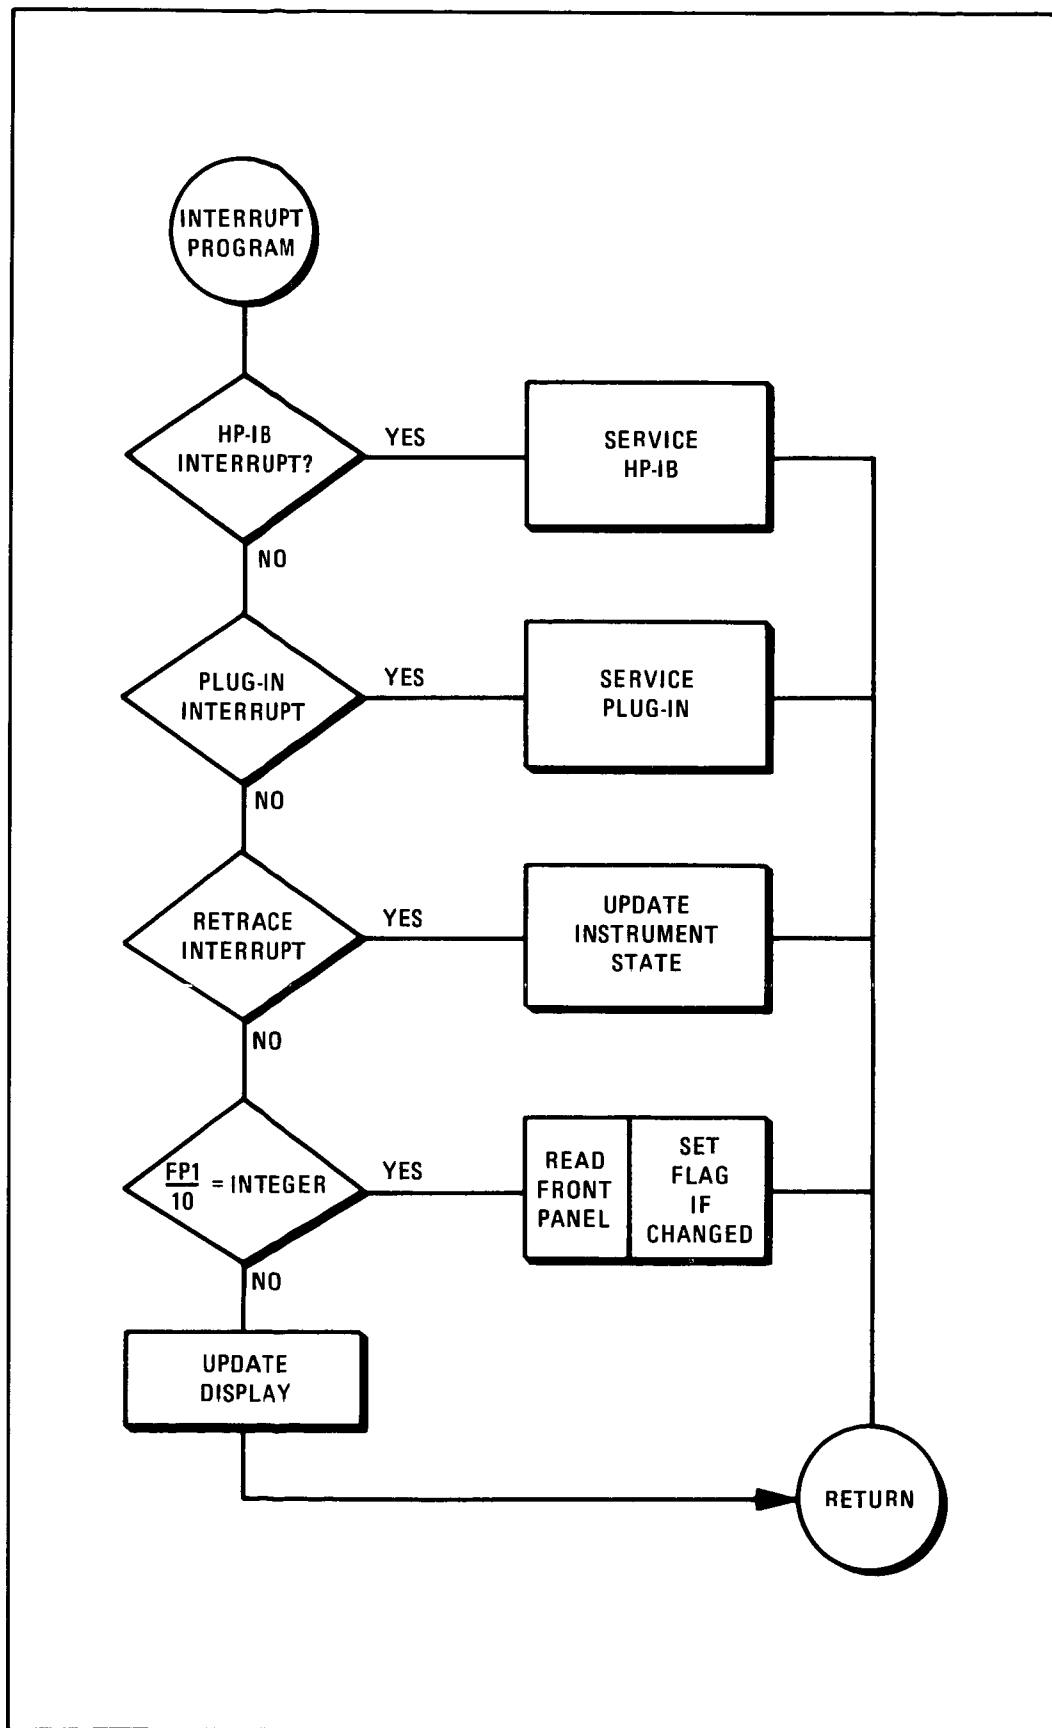 INTERRUPT
PROGRAM
HP-IB
INTERRUPT?
YES
SERVICE
HP-IB
NO
PLUG-IN
INTERRUPT
YES
SERVICE
PLUG-IN
NO
RETRACE
INTERRUPT
YES
UPDATE
INSTRUMENT
STATE
NO
FP1
10
= INTEGER
YES
READ
FRONT
PANEL
SET
FLAG
IF
CHANGED
NO
UPDATE
DISPLAY
RETURN